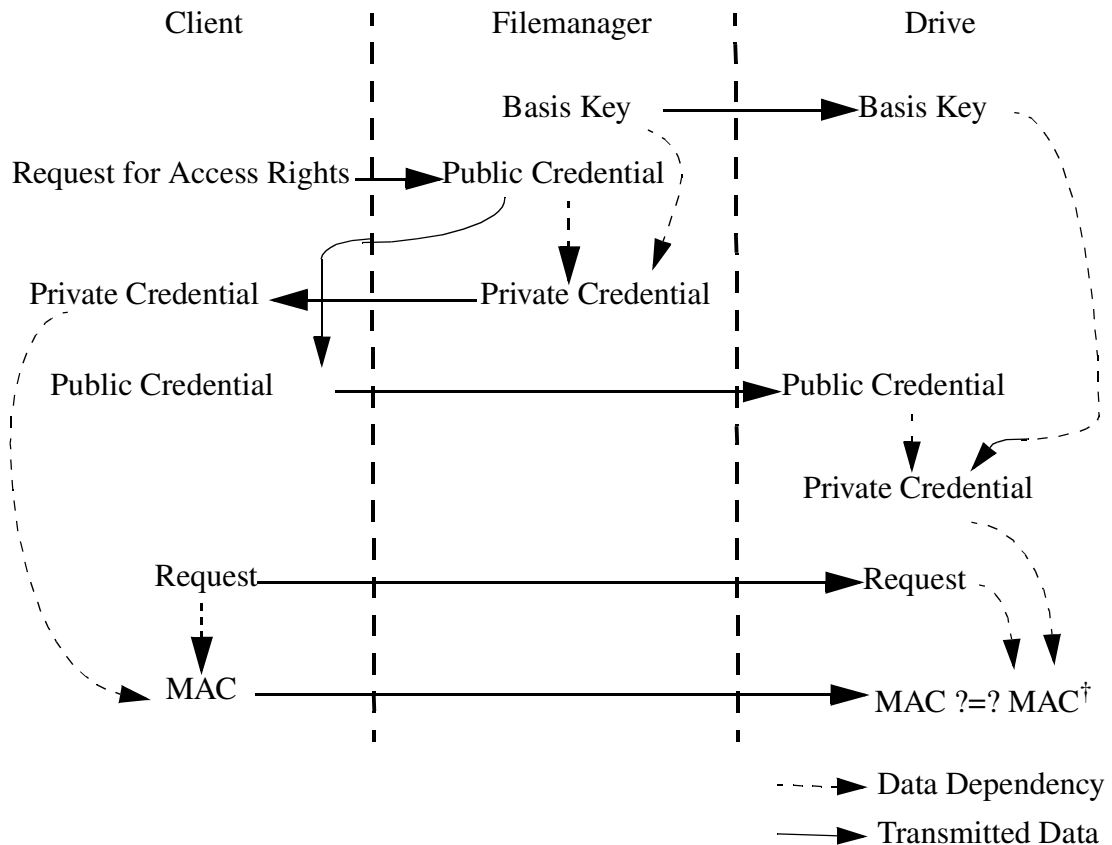 Client Filemanager Drive
Basis Key Basis Key
Request for Access Rights Public Credential
Private Credential Private Credential
Public Credential Public Credential
Private Credential
Request Request
MAC MAC ?=? MAC†
Data Dependency
Transmitted Data